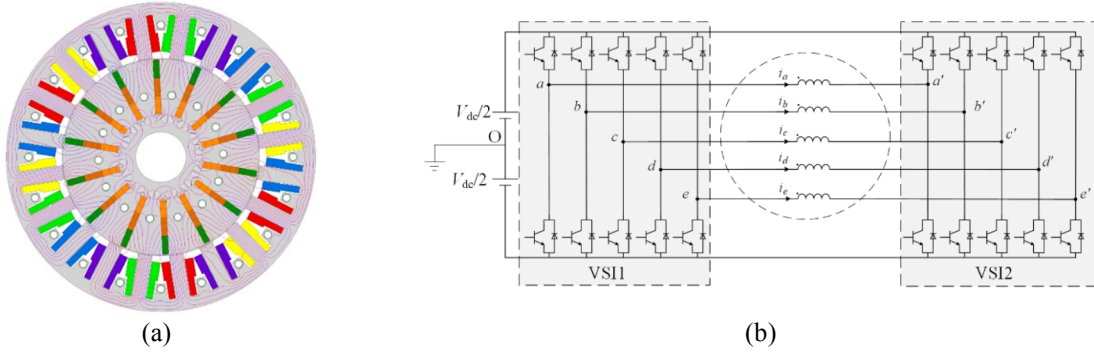 a
b
c
d
e
V_dc/2
O
V_dc/2
i_a
i_b
i_c
i_d
i_e
a'
b'
c'
d'
e'
VSI1
VSI2
(a)
(b)